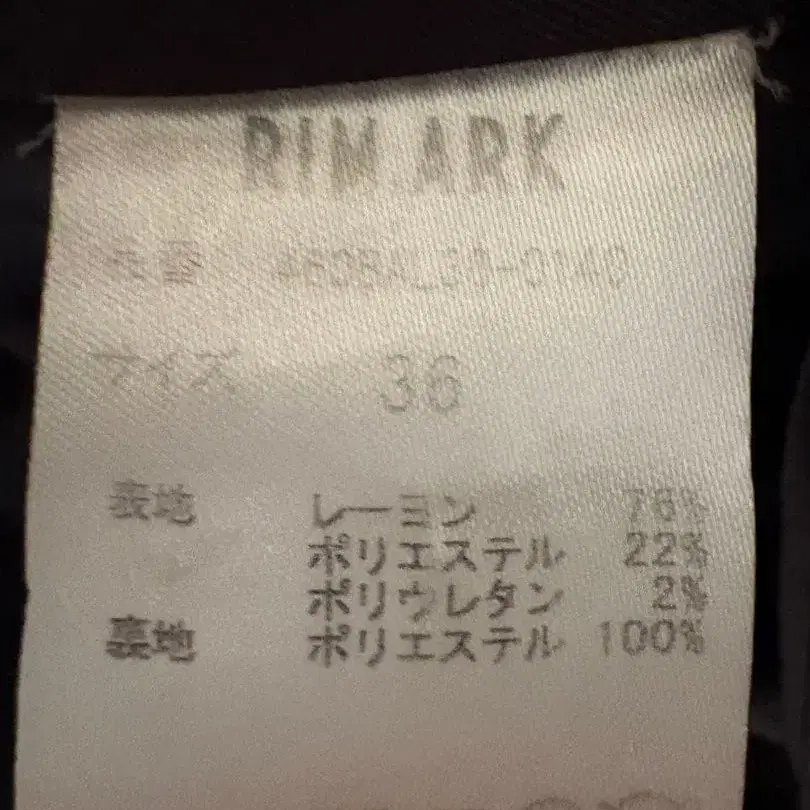 RIM.ARK
サイズ 36
表地 レーヨン 76%
ポリエステル 22%
ポリウレタン 2%
裏地 ポリエステル 100%